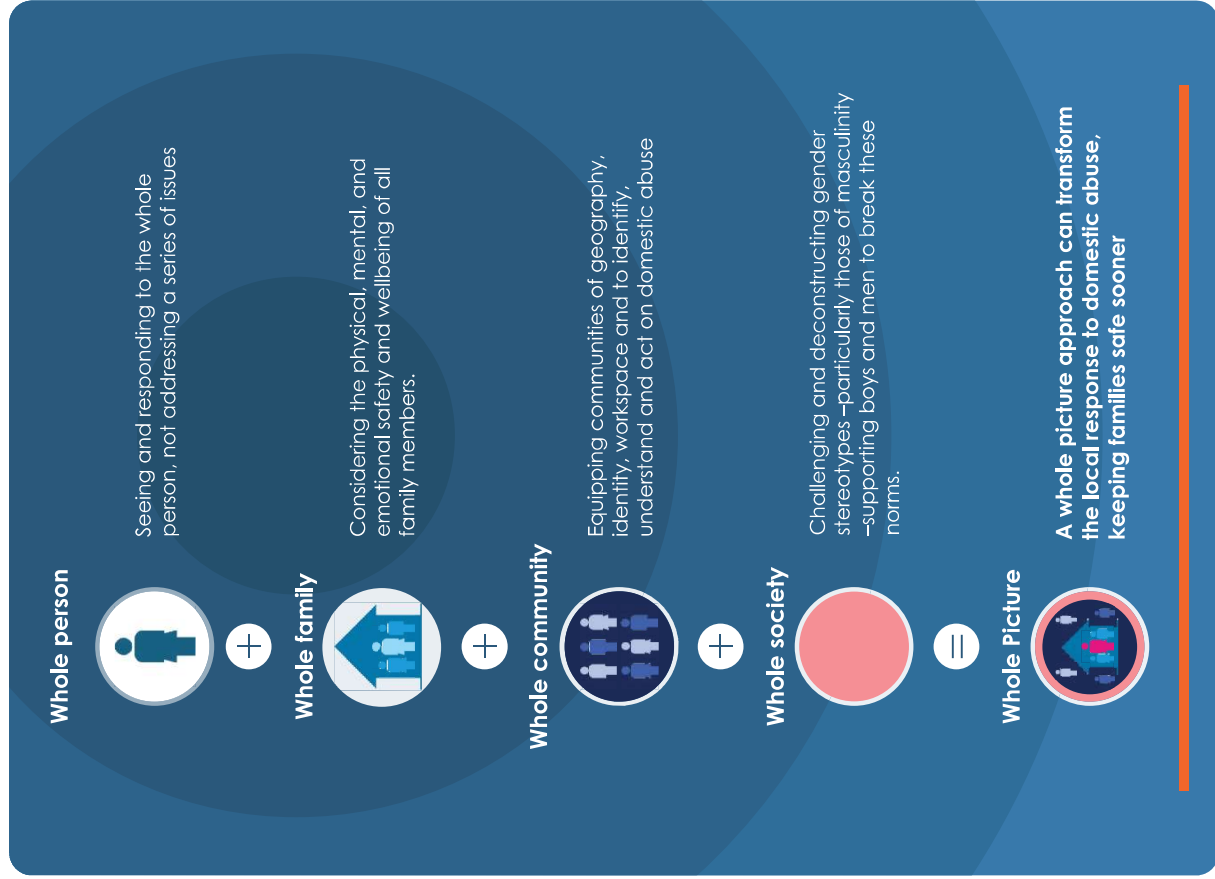 Whole person
Seeing and responding to the whole
person, not addressing a series of issues
+
Whole family
Considering the physical, mental, and
emotional safety and wellbeing of all
family members.
+
Whole community
Equipping communities of geography,
identity, workspace and to identify,
understand and act on domestic abuse
+
Whole society
Challenging and deconstructing gender
stereotypes –particularly those of masculinity
–supporting boys and men to break these
norms.
=
Whole Picture
A whole picture approach can transform
the local response to domestic abuse,
keeping families safe sooner